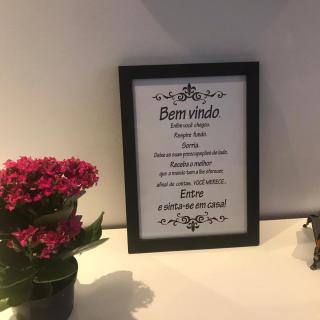 Bem vindo.
Enfim você chegou.
Respire fundo.
Sorria.
Deixe as suas preocupações de lado.
Receba o melhor
que o mundo tem a lhe oferecer,
afinal de contas, VOCÊ MERECE...
Entre
e sinta-se em casa!